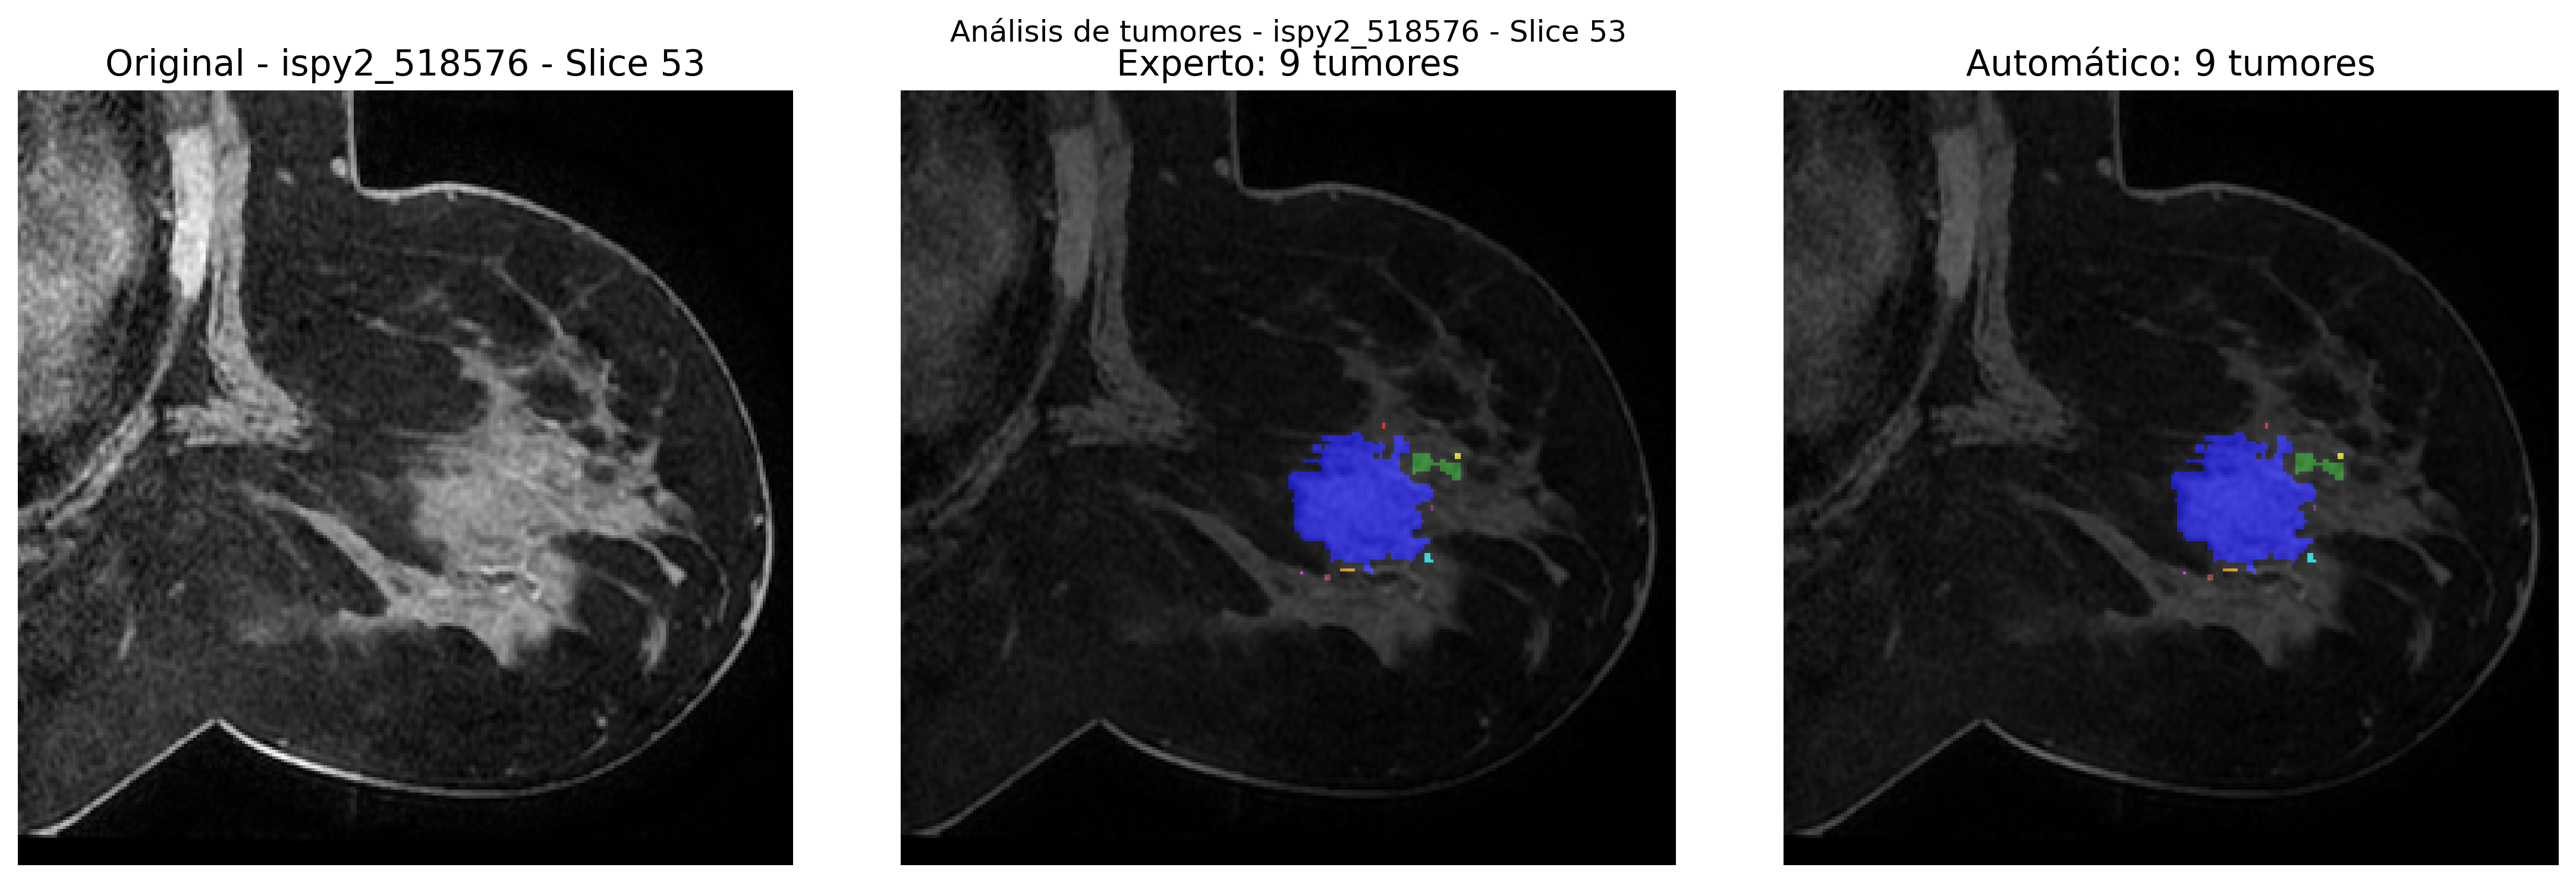 Análisis de tumores - ispy2_518576 - Slice 53
Original - ispy2_518576 - Slice 53
Experto: 9 tumores
Automático: 9 tumores